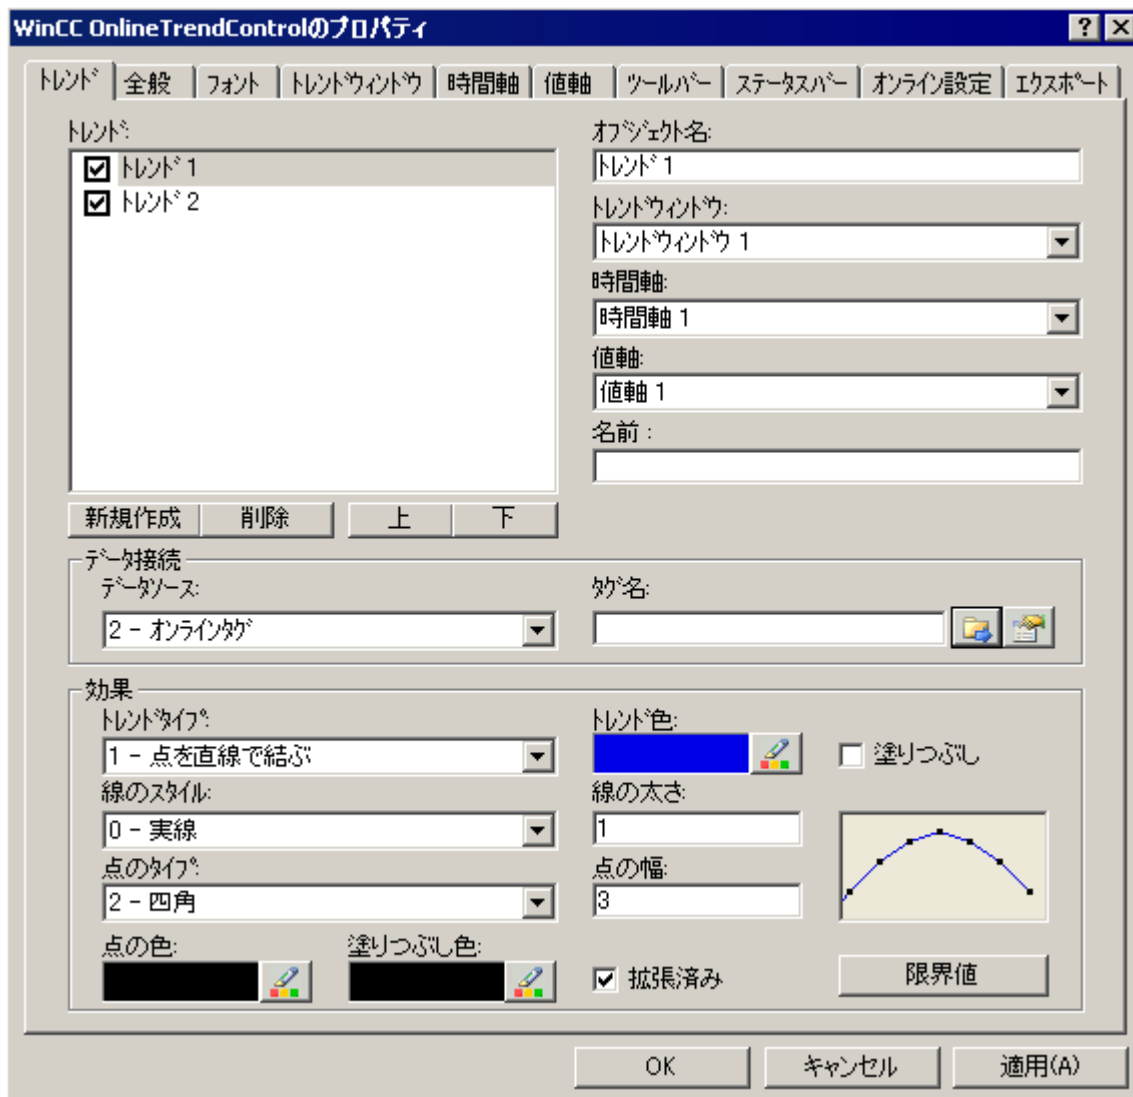 WinCC OnlineTrendControlのプロパティ
トレンド 全般 フォント トレンドウィンドウ 時間軸 値軸 ツールバー ステータスバー オンライン設定 エクスポート
トレンド:
トレンド 1
トレンド 2
新規作成 削除 上 下
オブジェクト名:
トレンド 1
トレンドウィンドウ:
トレンドウィンドウ 1
時間軸:
時間軸 1
値軸:
値軸 1
名前 :
データ接続
データソース:
2 - オンラインタグ
タグ名:
効果
トレンドタイプ:
1 - 点を直線で結ぶ
線のスタイル:
0 - 実線
点のタイプ:
2 - 四角
点の色: 塗りつぶし色:
トレンド色:
塗りつぶし
線の太さ:
1
点の幅:
3
拡張済み 限界値
OK キャンセル 適用(A)